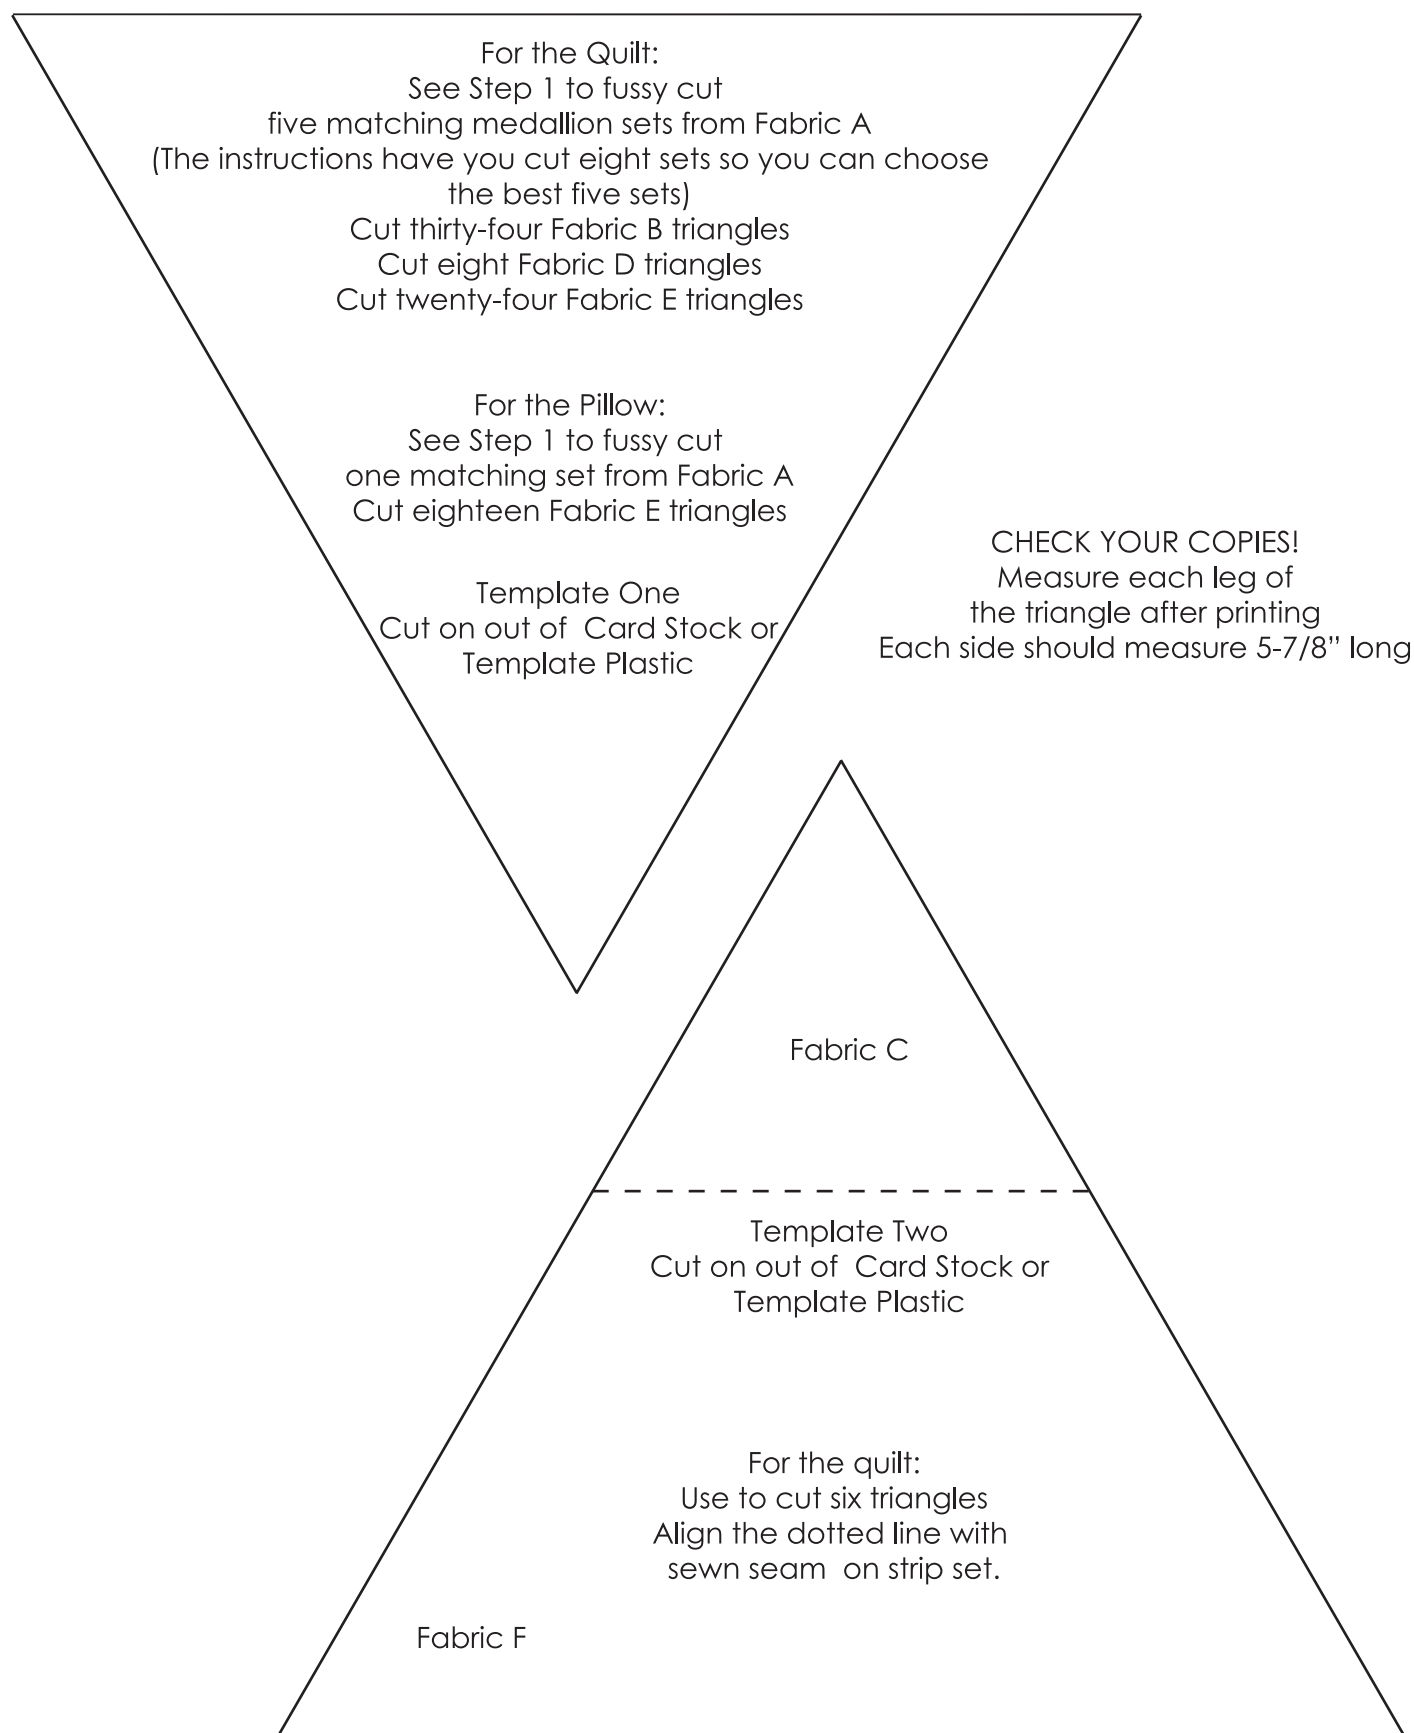 For the Quilt:
See Step 1 to fussy cut
five matching medallion sets from Fabric A
(The instructions have you cut eight sets so you can choose
the best five sets)
Cut thirty-four Fabric B triangles
Cut eight Fabric D triangles
Cut twenty-four Fabric E triangles
For the Pillow:
See Step 1 to fussy cut
one matching set from Fabric A
Cut eighteen Fabric E triangles
Template One
Cut on out of  Card Stock or
Template Plastic
CHECK YOUR COPIES!
Measure each leg of
the triangle after printing
Each side should measure 5-7/8” long
Fabric C
Template Two
Cut on out of  Card Stock or
Template Plastic
For the quilt:
Use to cut six triangles
Align the dotted line with
sewn seam  on strip set.
Fabric F